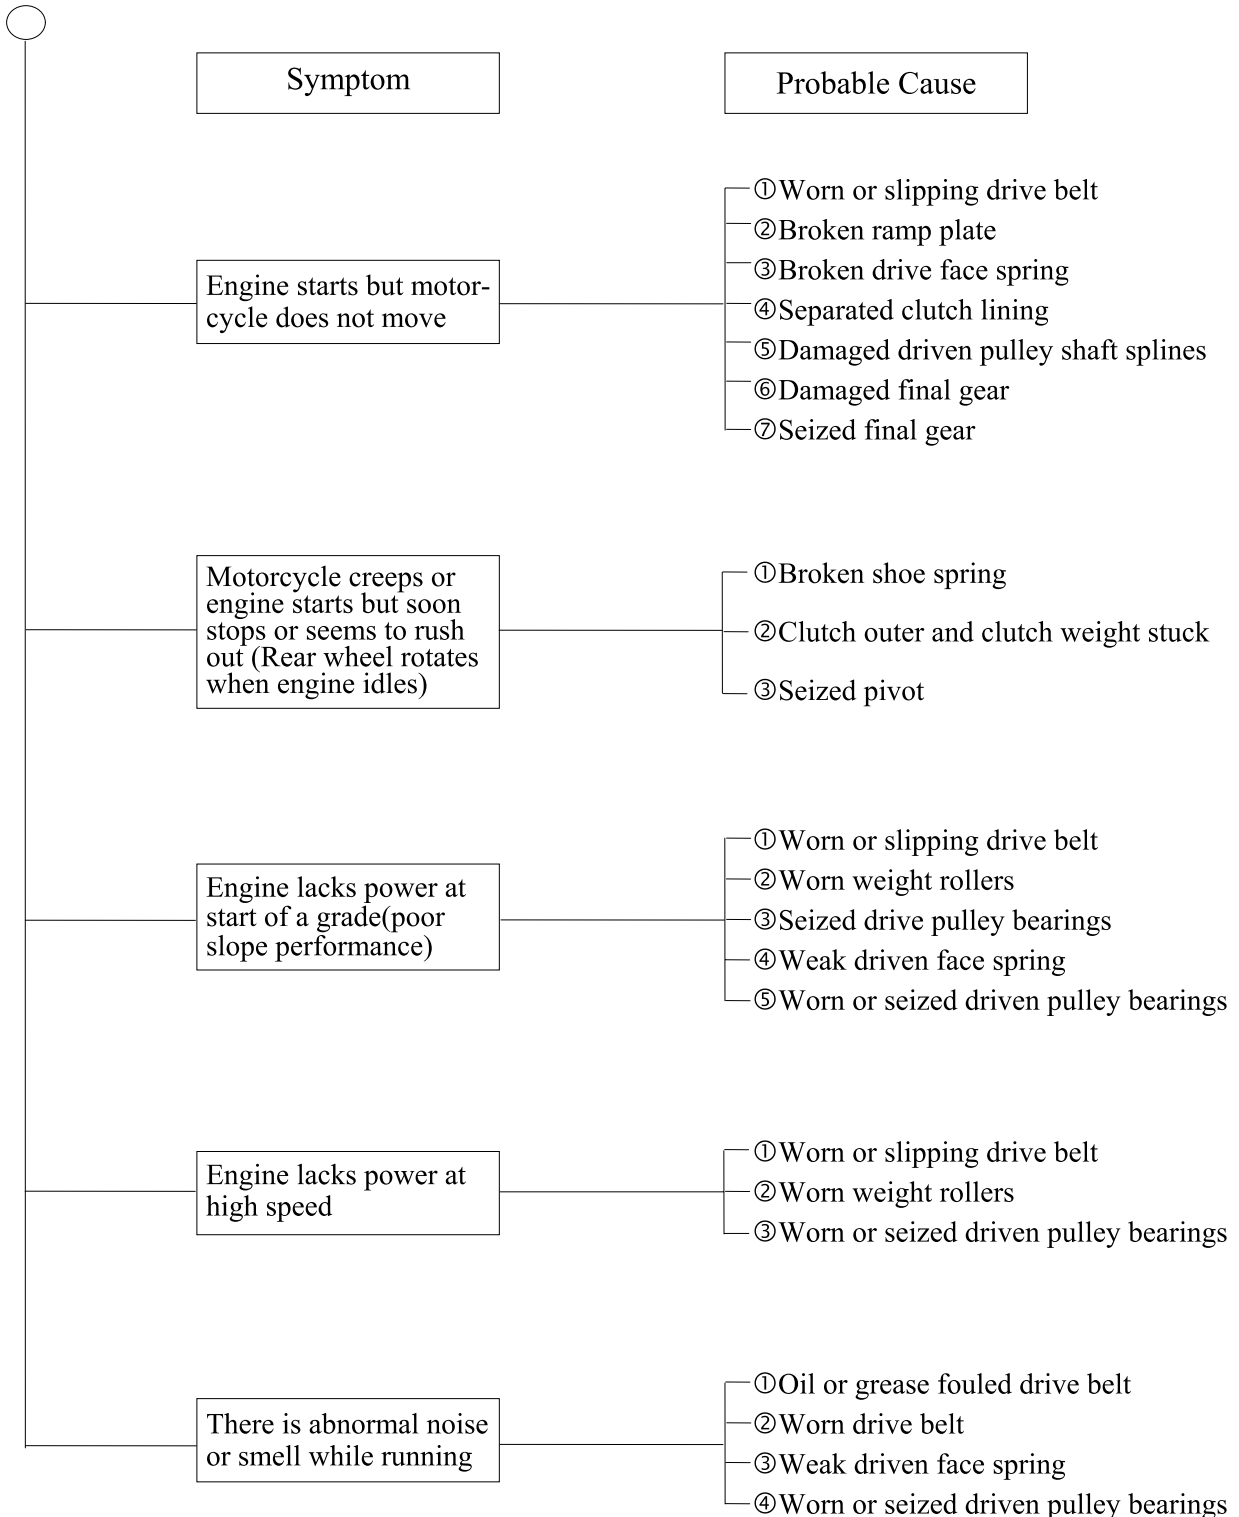 Symptom
Probable Cause
Engine starts but motor-
cycle does not move
①Worn or slipping drive belt
②Broken ramp plate
③Broken drive face spring
④Separated clutch lining
⑤Damaged driven pulley shaft splines
⑥Damaged final gear
⑦Seized final gear
Motorcycle creeps or
engine starts but soon
stops or seems to rush
out (Rear wheel rotates
when engine idles)
①Broken shoe spring
②Clutch outer and clutch weight stuck
③Seized pivot
Engine lacks power at
start of a grade(poor
slope performance)
①Worn or slipping drive belt
②Worn weight rollers
③Seized drive pulley bearings
④Weak driven face spring
⑤Worn or seized driven pulley bearings
Engine lacks power at
high speed
①Worn or slipping drive belt
②Worn weight rollers
③Worn or seized driven pulley bearings
There is abnormal noise
or smell while running
①Oil or grease fouled drive belt
②Worn drive belt
③Weak driven face spring
④Worn or seized driven pulley bearings